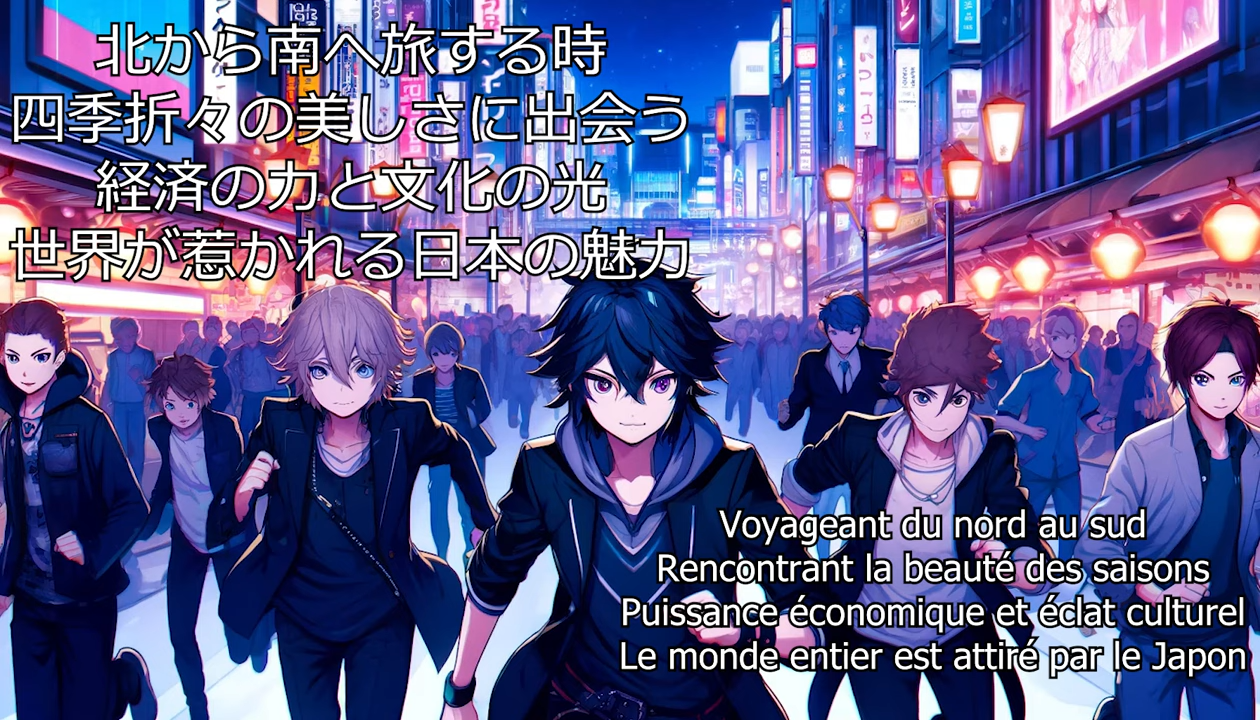 北から南へ旅する時
四季折々の美しさに出会う
経済の力と文化の光
世界が惹かれる日本の魅力
Voyageant du nord au sud
Rencontrant la beauté des saisons
Puissance économique et éclat culturel
Le monde entier est attiré par le Japon